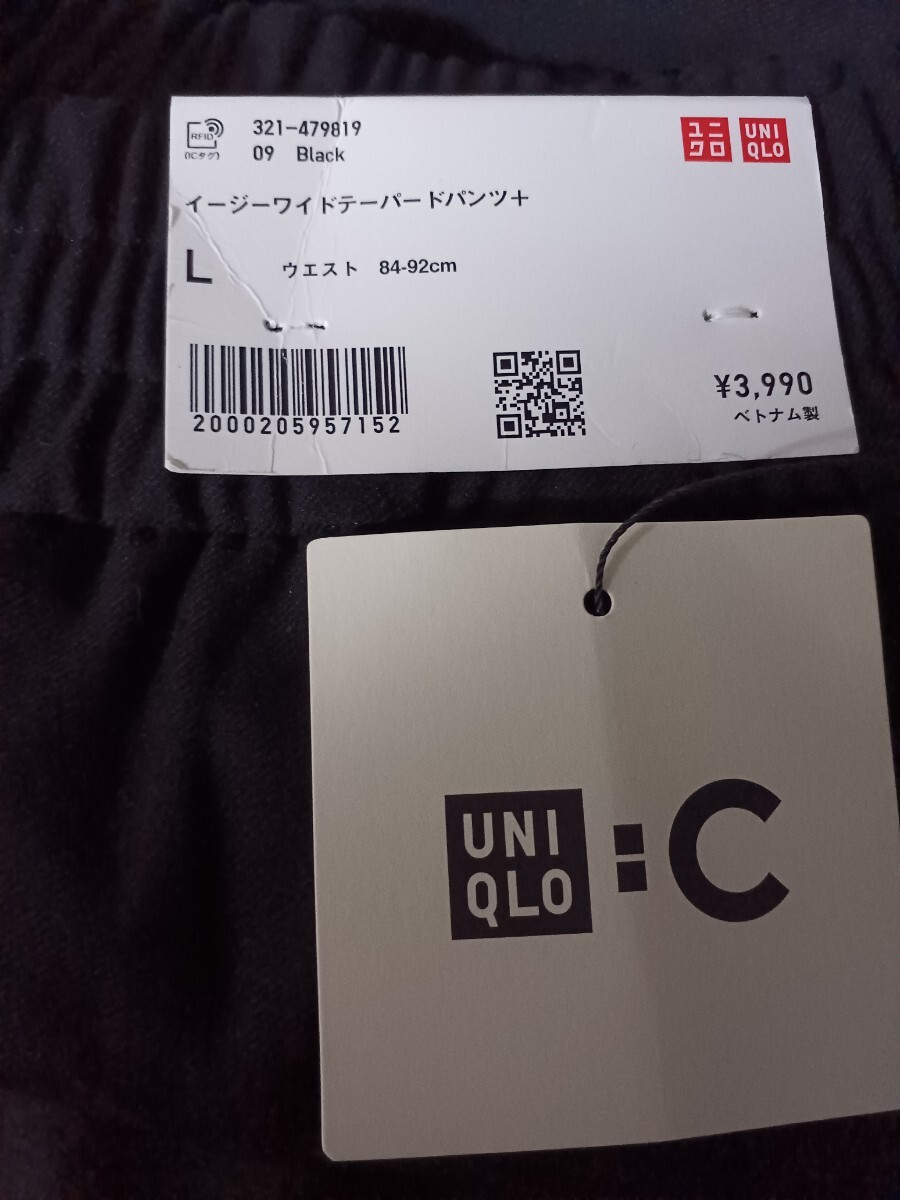 RFID
(ICタグ)
321-479819
09 Black
ユニ
クロ
UNI
QLO
イージーワイドテーパードパンツ+
L
ウエスト 84-92cm
2000205957152
¥3,990
ベトナム製
UNI
QLO
:C